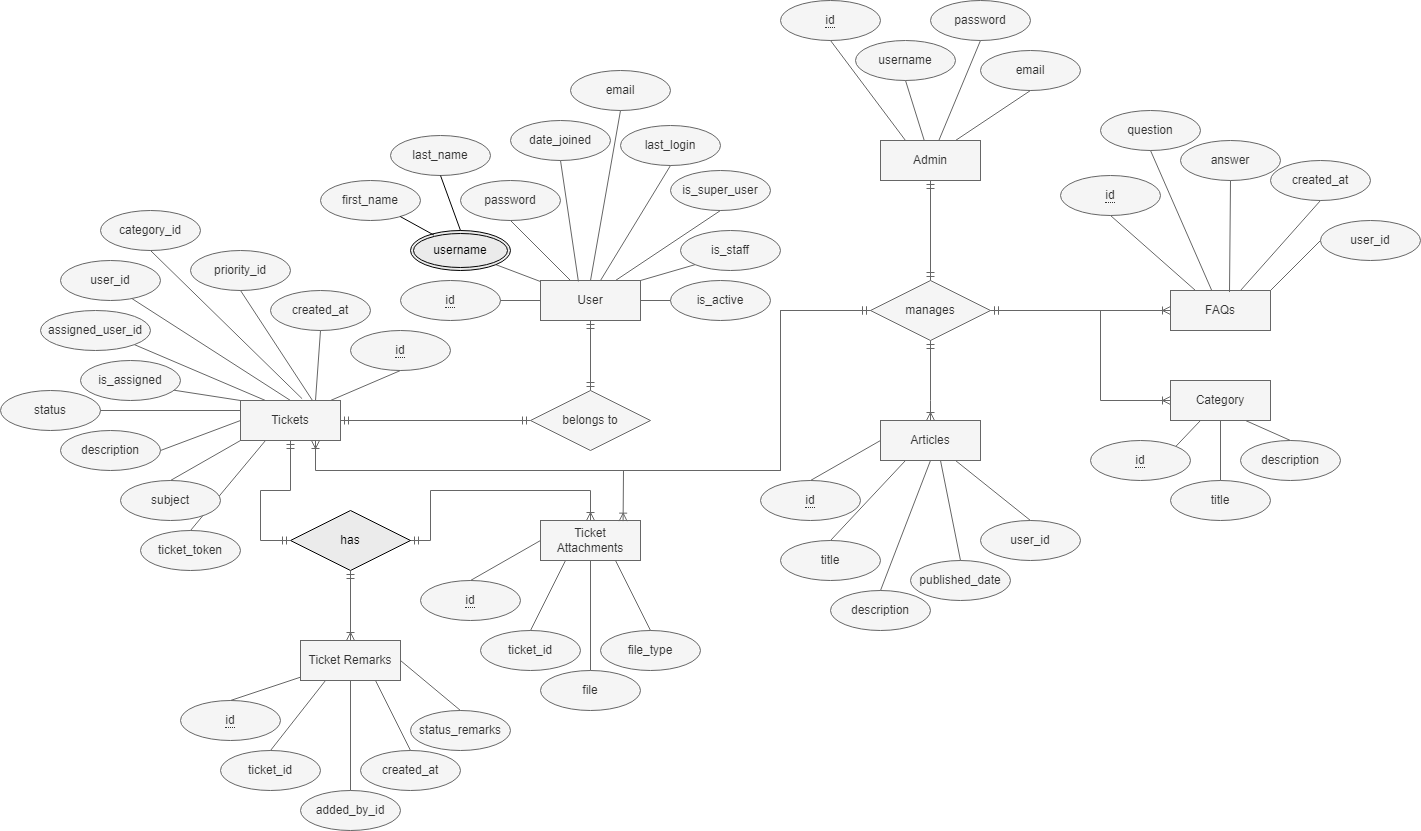 id
password
username
email
Admin
email
date_joined
last_login
last_name
password
is_super_user
first_name
username
is_staff
id
User
is_active
question
answer
id
created_at
user_id
manages
FAQs
Category
id
description
title
category_id
priority_id
user_id
created_at
assigned_user_id
id
is_assigned
status
Tickets
belongs to
description
subject
ticket_token
has
Ticket
Attachments
id
ticket_id
file_type
file
Articles
id
title
user_id
published_date
description
Ticket Remarks
id
status_remarks
ticket_id
created_at
added_by_id